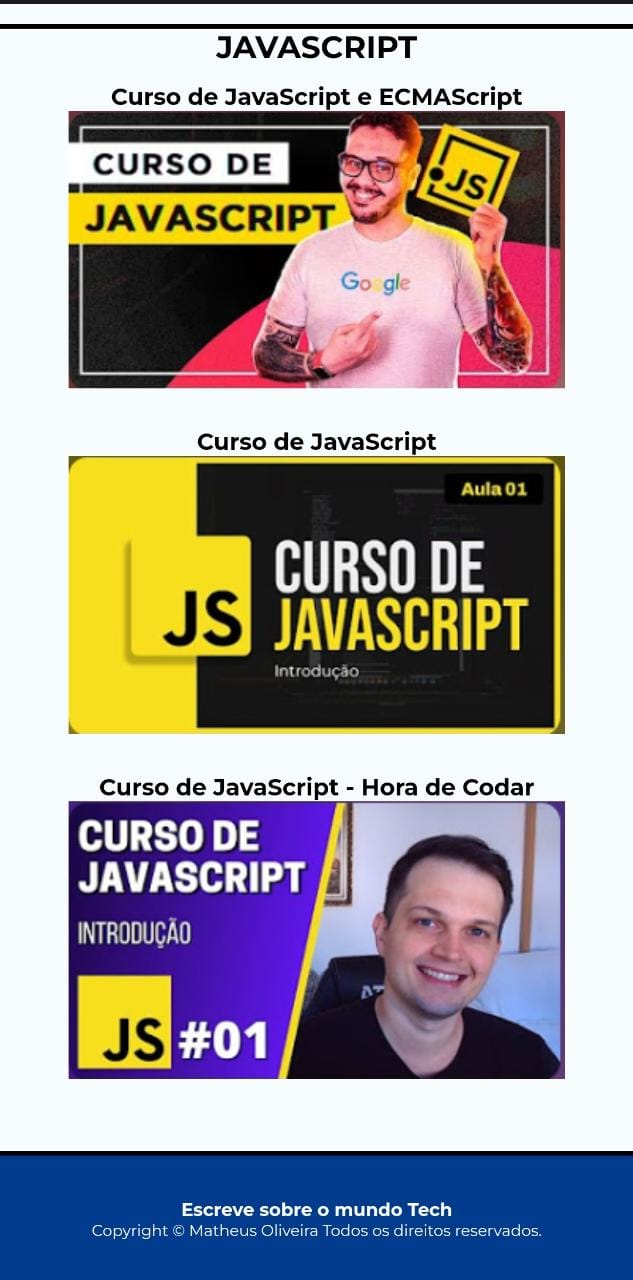 JAVASCRIPT
Curso de JavaScript e ECMAScript
CURSO DE
JAVASCRIPT
JS
Google
Curso de JavaScript
Aula 01
CURSO DE
JAVASCRIPT
JS
Introdução
Curso de JavaScript - Hora de Codar
CURSO DE
JAVASCRIPT
INTRODUÇÃO
JS #01
AT
Escreve sobre o mundo Tech
Copyright © Matheus Oliveira Todos os direitos reservados.